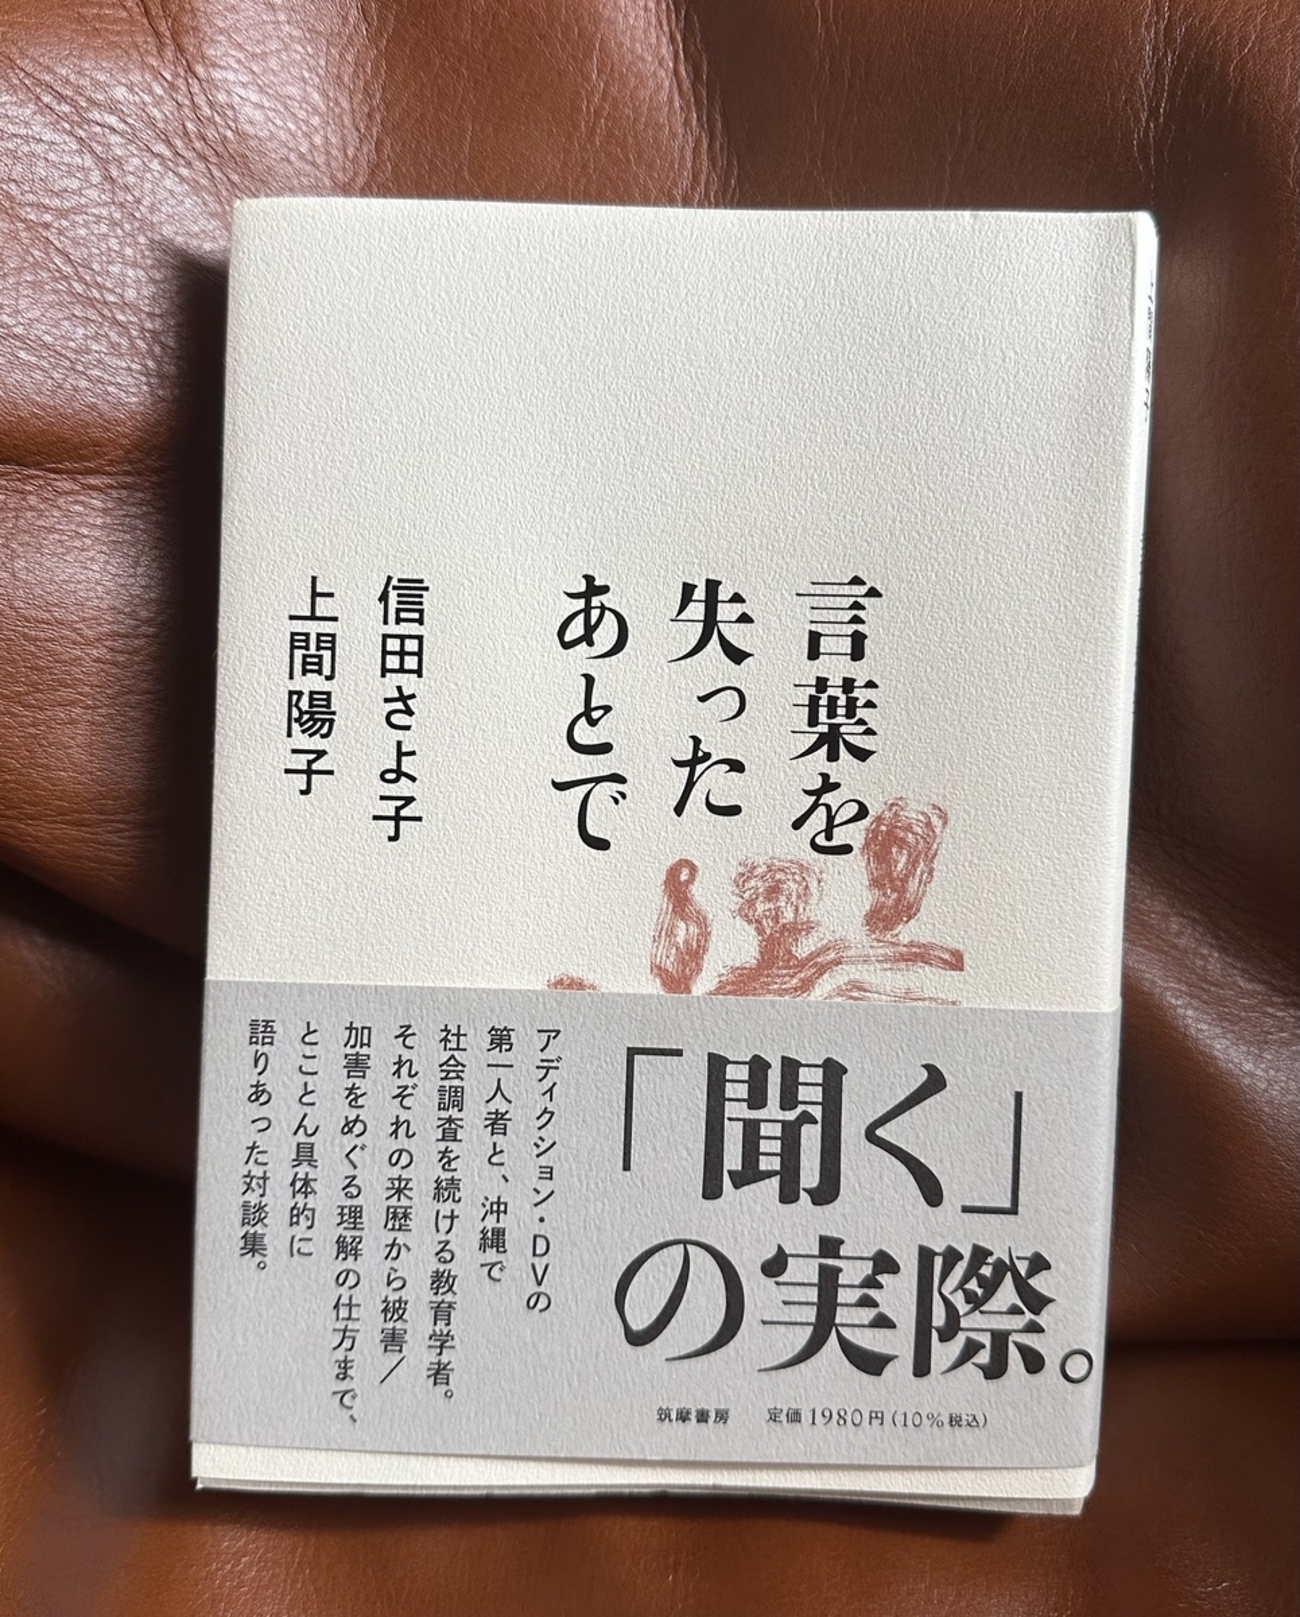 言葉を
失った
あとで
信田さよ子
上間陽子
「聞く」
の実際。
アディクション・DVの
第一人者と、沖縄で
社会調査を続ける教育学者。
それぞれの来歴から被害/
加害をめぐる理解の仕方まで、
とことん具体的に
語りあった対談集。
筑摩書房 定価1980円(10%税込)